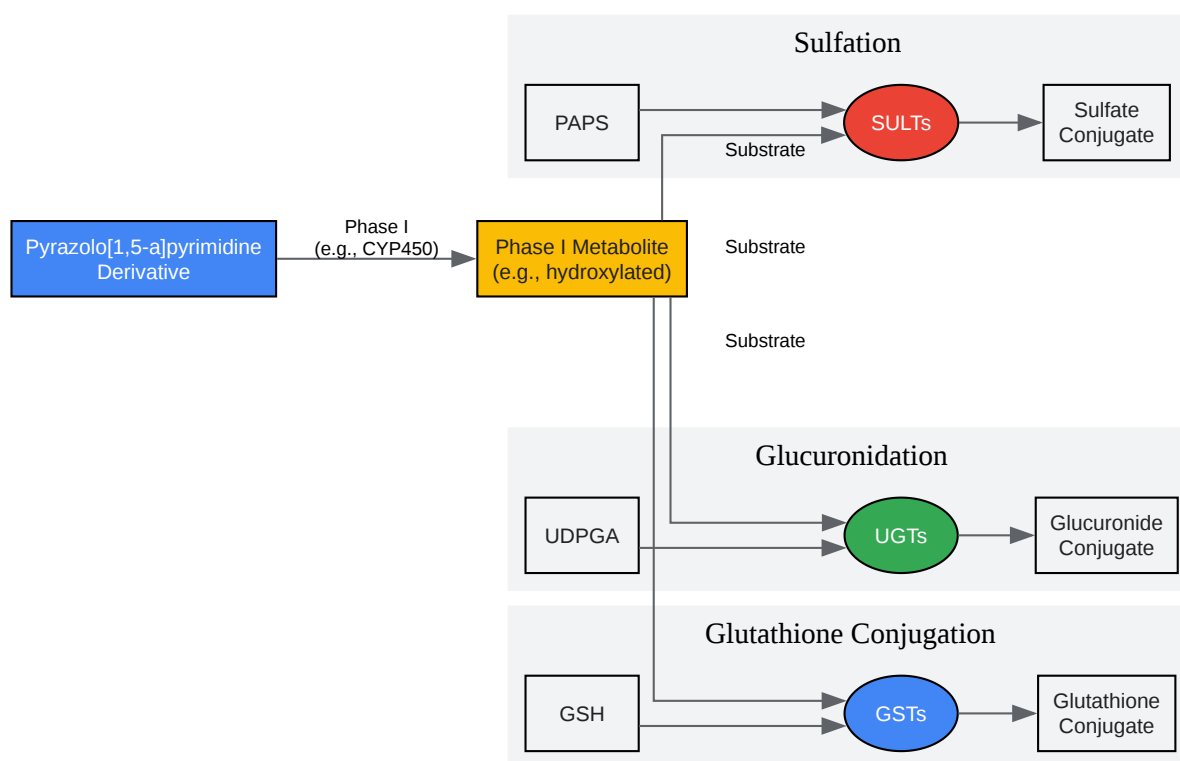 Sulfation
PAPS
SULTs
Sulfate
Conjugate
Substrate
Pyrazolo[1,5-a]pyrimidine
Derivative
Phase I
(e.g., CYP450)
Phase I Metabolite
(e.g., hydroxylated)
Substrate
Substrate
Glucuronidation
UDPGA
UGTs
Glucuronide
Conjugate
Glutathione Conjugation
GSH
GSTs
Glutathione
Conjugate